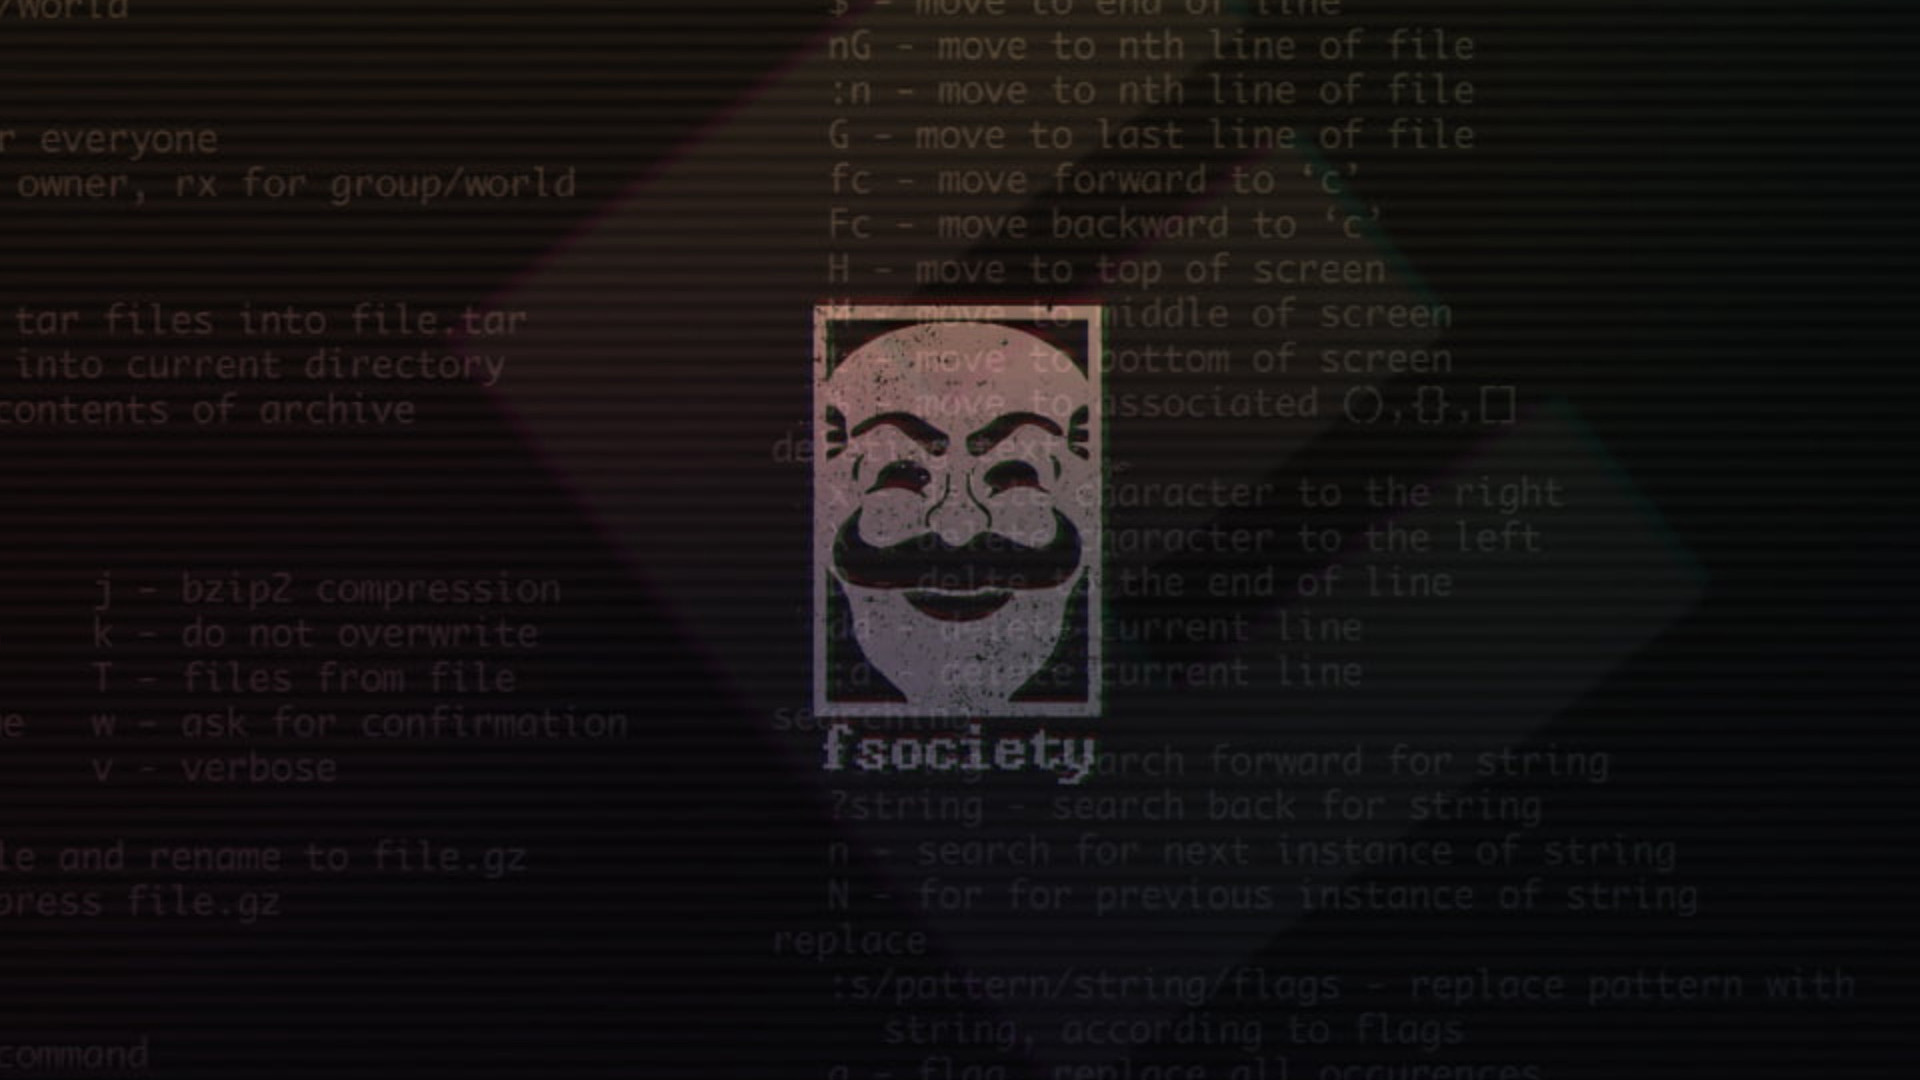 /world
r everyone
owner, rx for group/world
tar files into file.tar
into current directory
contents of archive
j - bzip2 compression
k - do not overwrite
T - files from file
w - ask for confirmation
v - verbose
le and rename to file.gz
press file.gz
command
$ - move to end of line
nG - move to nth line of file
:n - move to nth line of file
G - move to last line of file
fc - move forward to ‘c’
Fc - move backward to ‘c’
H - move to top of screen
M - move to middle of screen
- move to bottom of screen
- move to associated (),{},[]
deleting text
character to the right
X - delete character to the left
- delte to the end of line
dd - delete current line
:d - delete current line
searching
search forward for string
?string - search back for string
n - search for next instance of string
N - for for previous instance of string
replace
:s/pattern/string/flags - replace pattern with
string, according to flags
g - flag, replace all occurences
fsociety